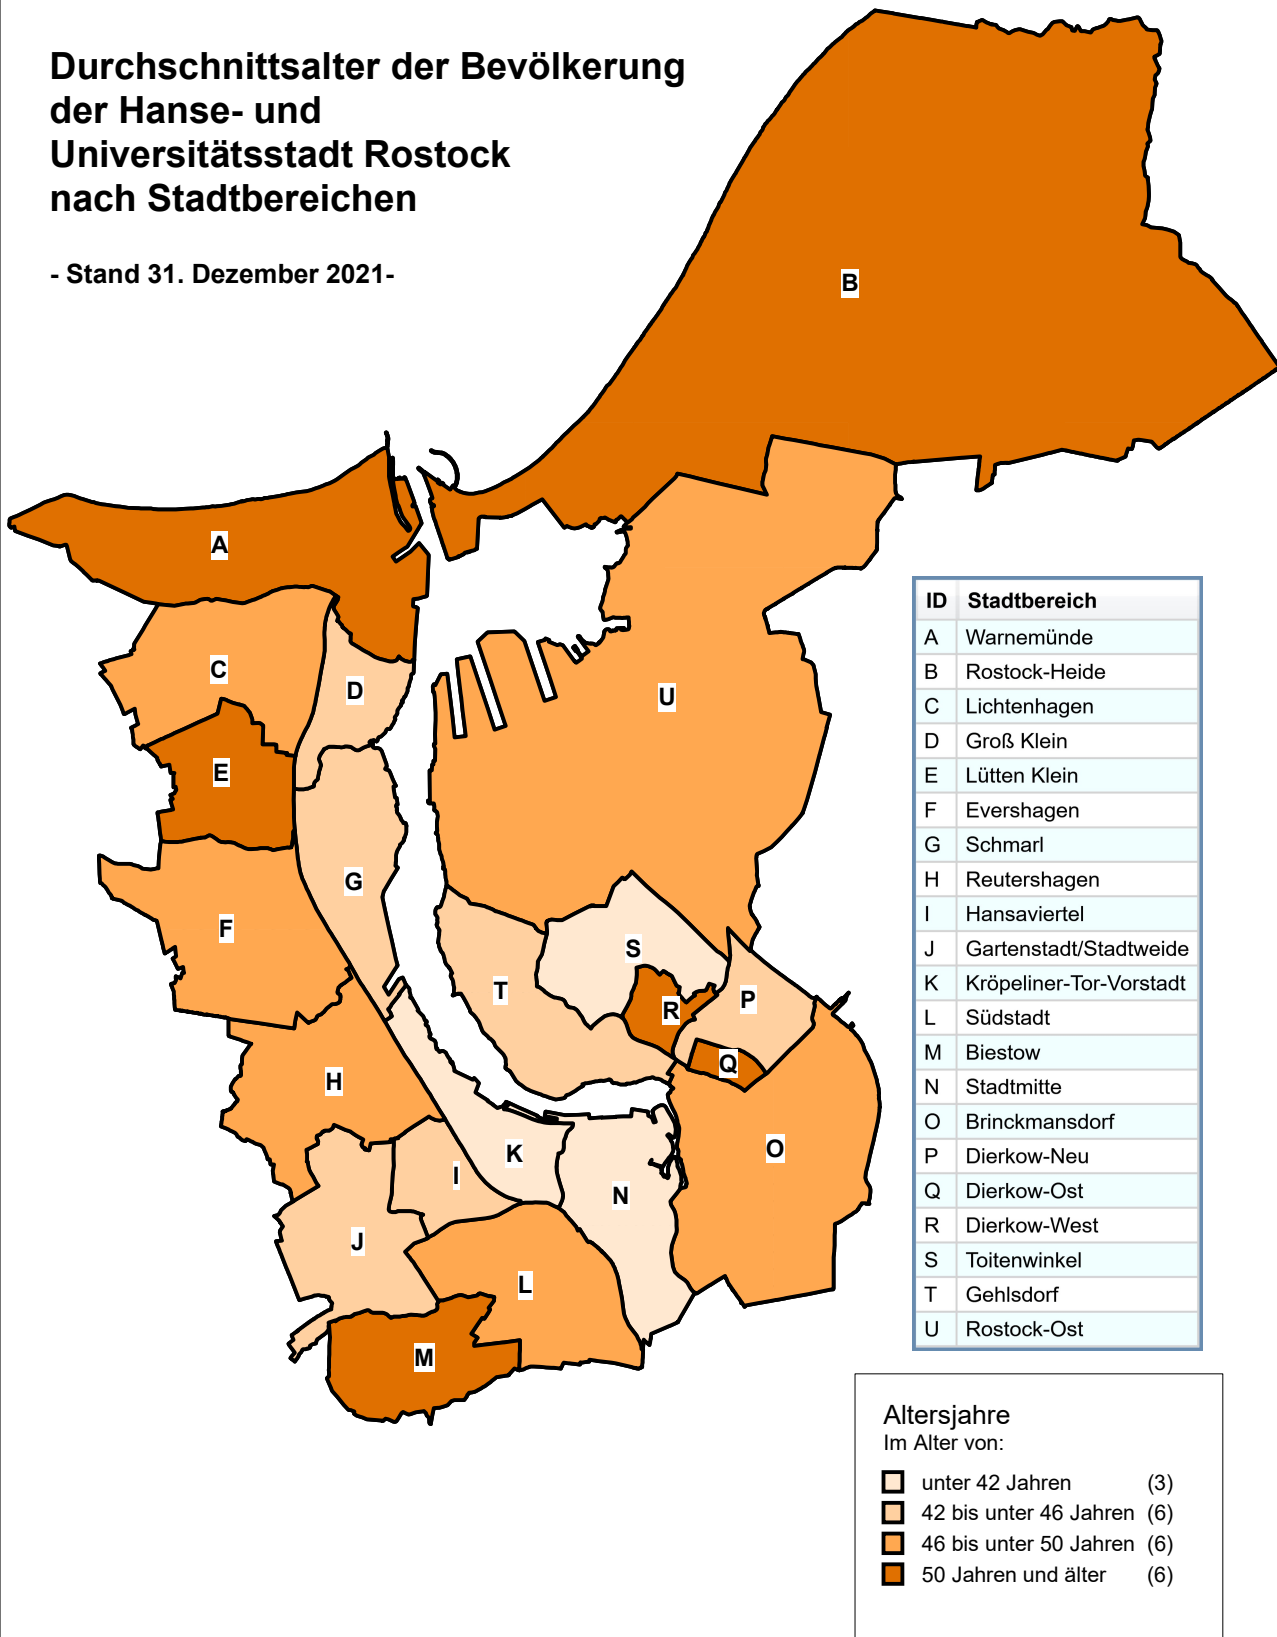 Durchschnittsalter der Bevölkerung
der Hanse- und
Universitätsstadt Rostock
nach Stadtbereichen
- Stand 31. Dezember 2021-
B
A
C
D
U
E
G
F
S
T
R
P
Q
H
K
I
N
O
J
L
M
ID Stadtbereich
A Warnemünde
B Rostock-Heide
C Lichtenhagen
D Groß Klein
E Lütten Klein
F Evershagen
G Schmarl
H Reutershagen
I Hansaviertel
J Gartenstadt/Stadtweide
K Kröpeliner-Tor-Vorstadt
L Südstadt
M Biestow
N Stadtmitte
O Brinckmansdorf
P Dierkow-Neu
Q Dierkow-Ost
R Dierkow-West
S Toitenwinkel
T Gehlsdorf
U Rostock-Ost
Altersjahre
Im Alter von:
unter 42 Jahren (3)
42 bis unter 46 Jahren (6)
46 bis unter 50 Jahren (6)
50 Jahren und älter (6)